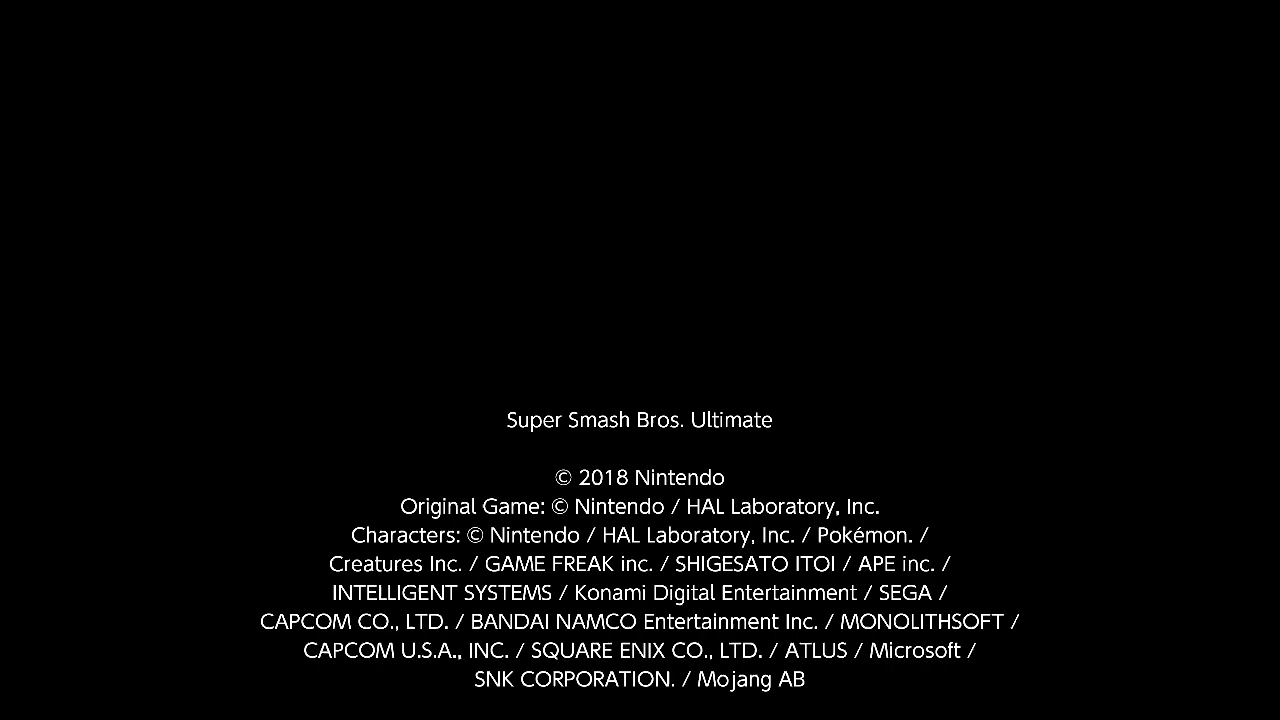 Super Smash Bros. Ultimate
© 2018 Nintendo
Original Game: © Nintendo / HAL Laboratory, Inc.
Characters: © Nintendo / HAL Laboratory, Inc. / Pokémon. /
Creatures Inc. / GAME FREAK inc. / SHIGESATO ITOI / APE inc. /
INTELLIGENT SYSTEMS / Konami Digital Entertainment / SEGA /
CAPCOM CO., LTD. / BANDAI NAMCO Entertainment Inc. / MONOLITHSOFT /
CAPCOM U.S.A., INC. / SQUARE ENIX CO., LTD. / ATLUS / Microsoft /
SNK CORPORATION. / Mojang AB